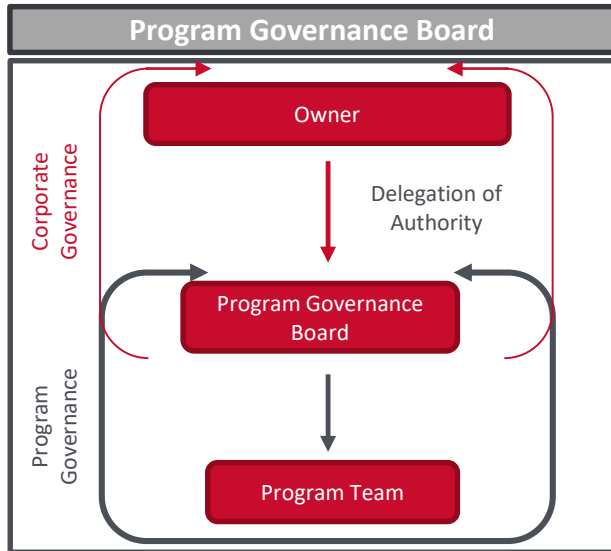 Program Governance Board
Owner
Corporate
Governance
Delegation of
Authority
Program Governance
Board
Program
Governance
Program Team